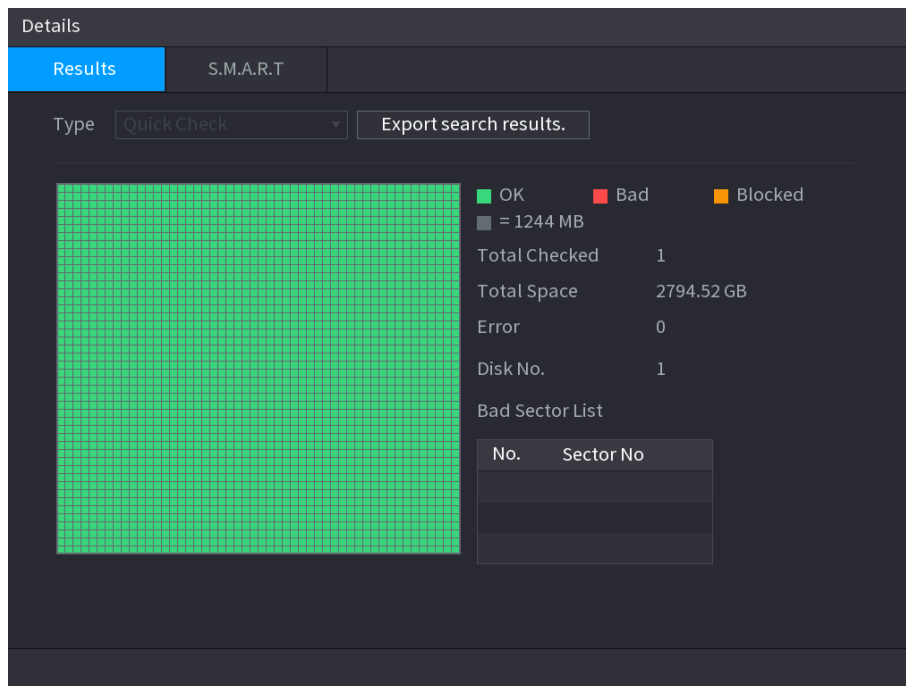 Details
Results S.M.A.R.T
Type Quick Check Export search results.
OK Bad Blocked
= 1244 MB
Total Checked 1
Total Space 2794.52 GB
Error 0
Disk No. 1
Bad Sector List
No. Sector No